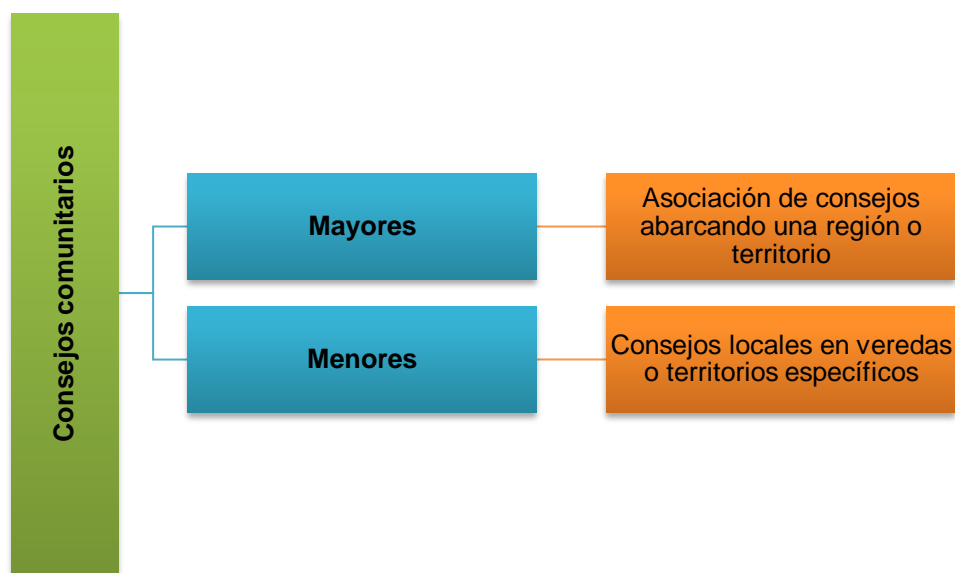 Consejos comunitarios
Mayores
Asociación de consejos
abarcando una región o
territorio
Menores
Consejos locales en veredas
o territorios específicos